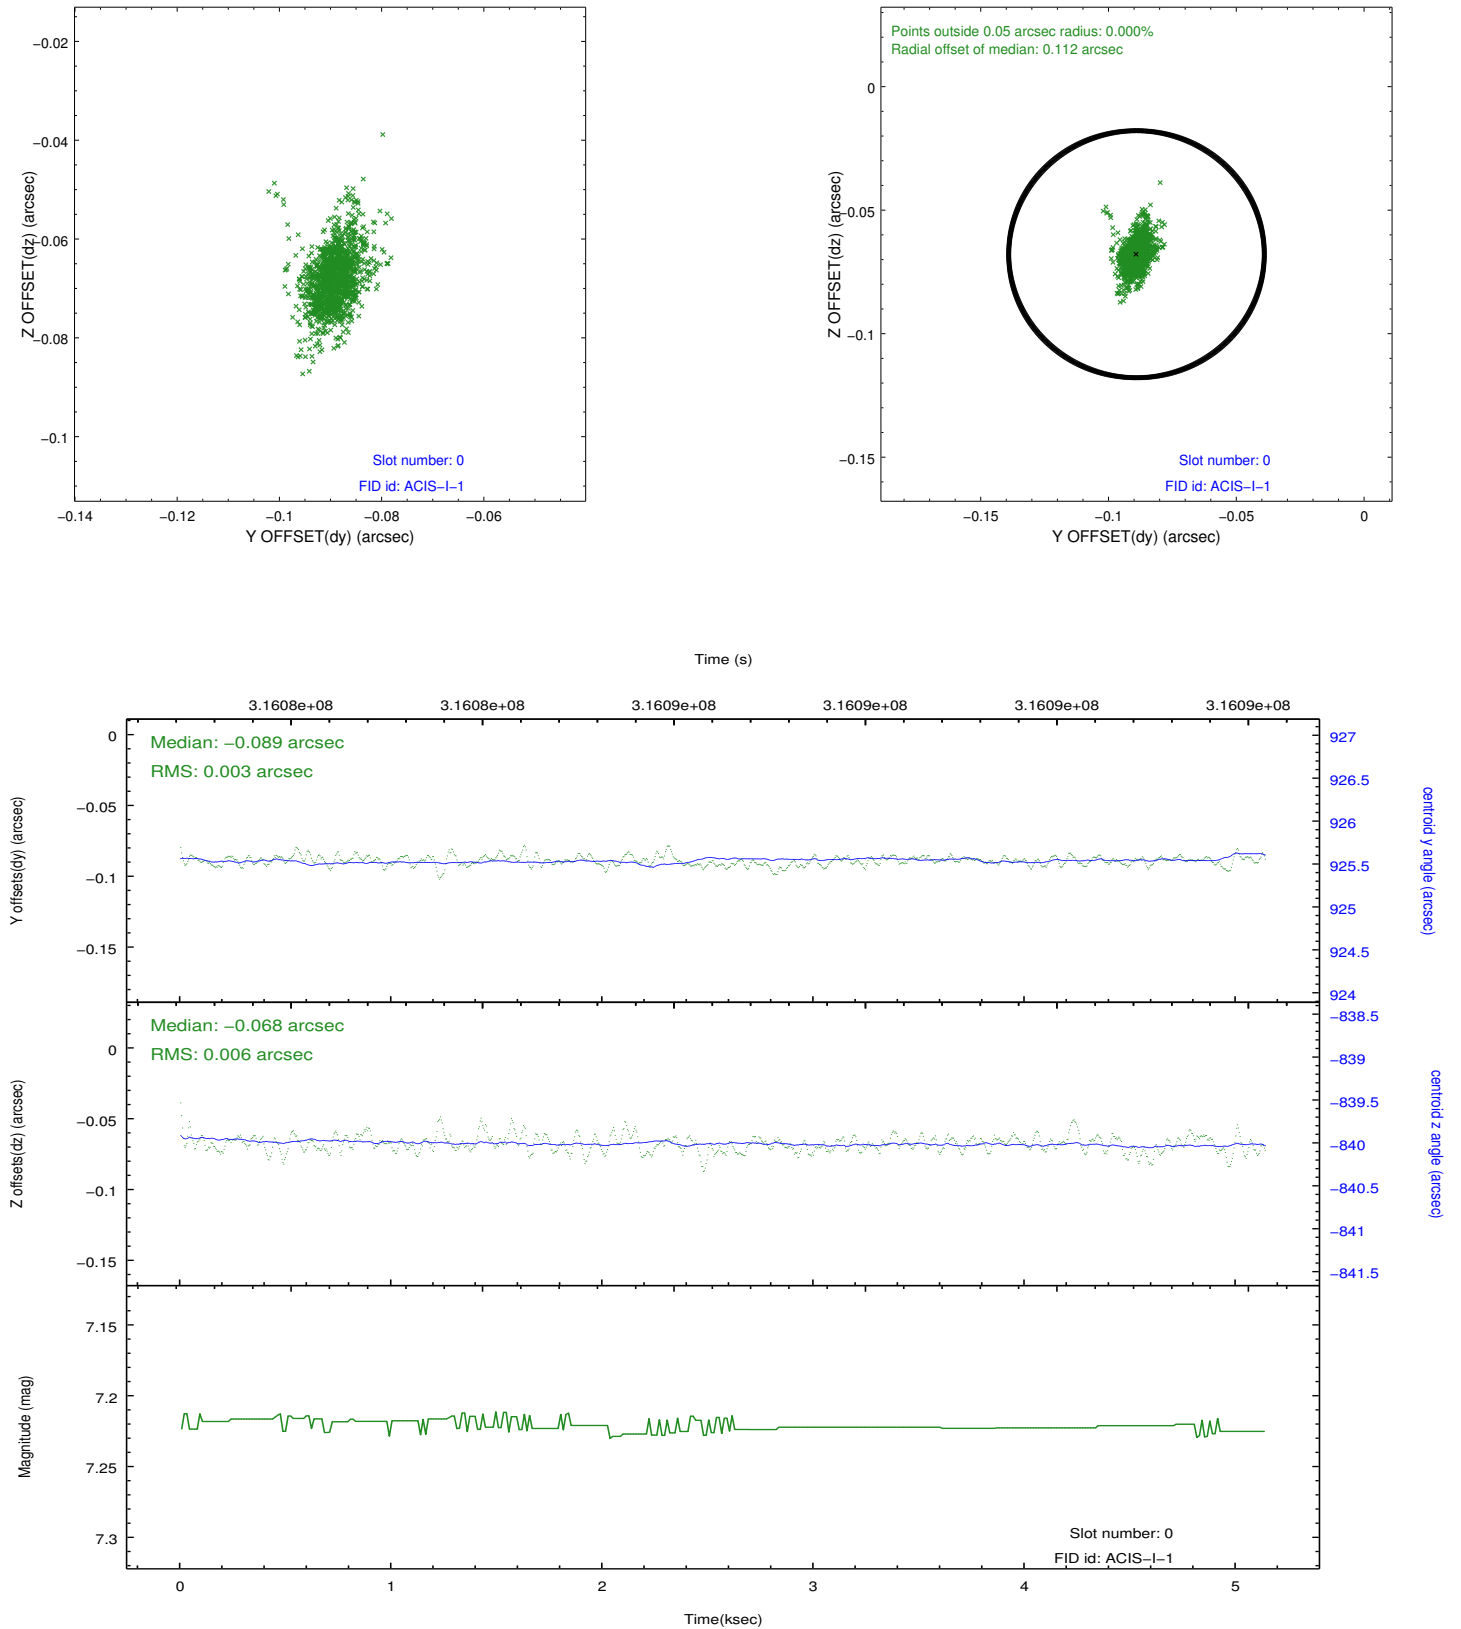 −0.02
−0.04
−0.06
−0.08
−0.1
Z OFFSET(dz) (arcsec)
Slot number: 0
FID id: ACIS−I−1
−0.14
−0.12
−0.1
−0.08
−0.06
Y OFFSET(dy) (arcsec)
Points outside 0.05 arcsec radius: 0.000%
Radial offset of median: 0.112 arcsec
0
−0.05
−0.1
−0.15
Z OFFSET(dz) (arcsec)
Slot number: 0
FID id: ACIS−I−1
−0.15
−0.1
−0.05
0
Y OFFSET(dy) (arcsec)
Time (s)
3.1608e+08
3.1608e+08
3.1609e+08
3.1609e+08
3.1609e+08
3.1609e+08
Median: −0.089 arcsec
RMS: 0.003 arcsec
0
−0.05
−0.1
−0.15
Y offsets(dy) (arcsec)
927
926.5
926
925.5
925
924.5
924
centroid y angle (arcsec)
Median: −0.068 arcsec
RMS: 0.006 arcsec
0
−0.05
−0.1
−0.15
Z offsets(dz) (arcsec)
−838.5
−839
−839.5
−840
−840.5
−841
−841.5
centroid z angle (arcsec)
7.15
7.2
7.25
7.3
Magnitude (mag)
Slot number: 0
FID id: ACIS−I−1
0
1
2
3
4
5
Time(ksec)